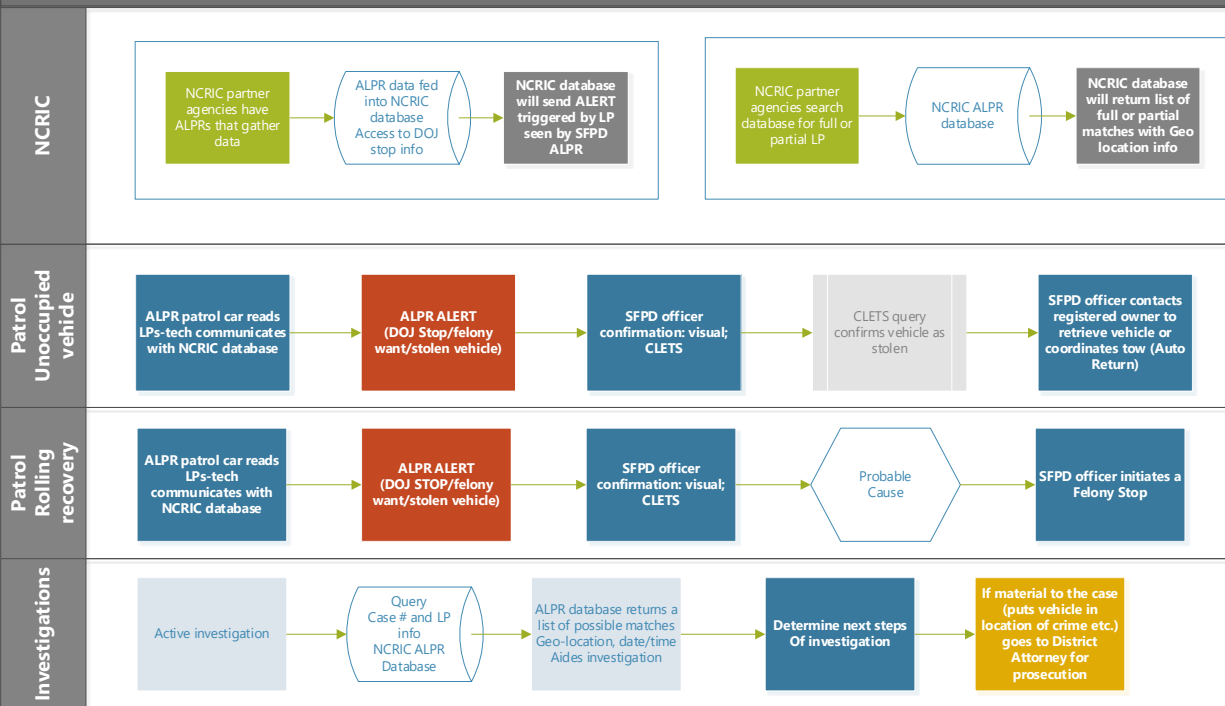 NCRIC
NCRIC partner
agencies have
ALPRs that gather
data
ALPR data fed
into NCRIC
database
Access to DOJ
stop info
NCRIC database
will send ALERT
triggered by LP
seen by SFPD
ALPR
NCRIC partner
agencies search
database for full or
partial LP
NCRIC ALPR
database
NCRIC database
will return list of
full or partial
matches with Geo
location info
Patrol
Unoccupied
vehicle
ALPR patrol car reads
LPs-tech communicates
with NCRIC database
ALPR ALERT
(DOJ Stop/felony
want/stolen vehicle)
SFPD officer
confirmation: visual;
CLETS
CLETS query
confirms vehicle as
stolen
SFPD officer contacts
registered owner to
retrieve vehicle or
coordinates tow (Auto
Return)
Patrol
Rolling
recovery
ALPR patrol car reads
LPs-tech
communicates with
NCRIC database
ALPR ALERT
(DOJ STOP/felony
want/stolen vehicle)
SFPD officer
confirmation: visual;
CLETS
Probable
Cause
SFPD officer initiates a
Felony Stop
Investigations
Active investigation
Query
Case # and LP
info
NCRIC ALPR
Database
ALPR database returns a
list of possible matches
Geo-location, date/time
Aides investigation
Determine next steps
Of investigation
If material to the case
(puts vehicle in
location of crime etc.)
goes to District
Attorney for
prosecution